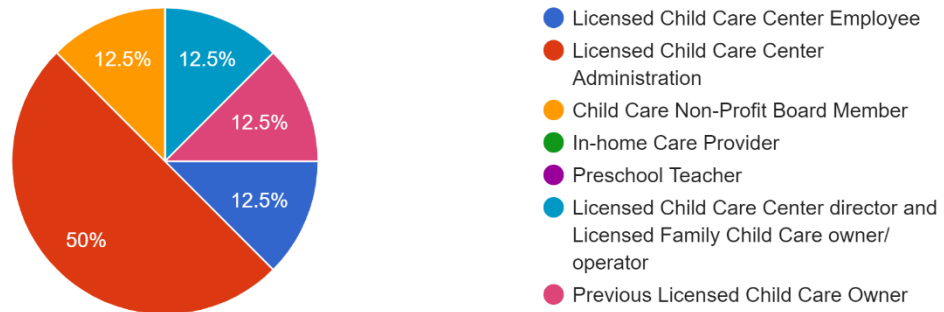 12.5%
12.5%
12.5%
12.5%
50%
Licensed Child Care Center Employee
Licensed Child Care Center
Administration
Child Care Non-Profit Board Member
In-home Care Provider
Preschool Teacher
Licensed Child Care Center director and
Licensed Family Child Care owner/
operator
Previous Licensed Child Care Owner